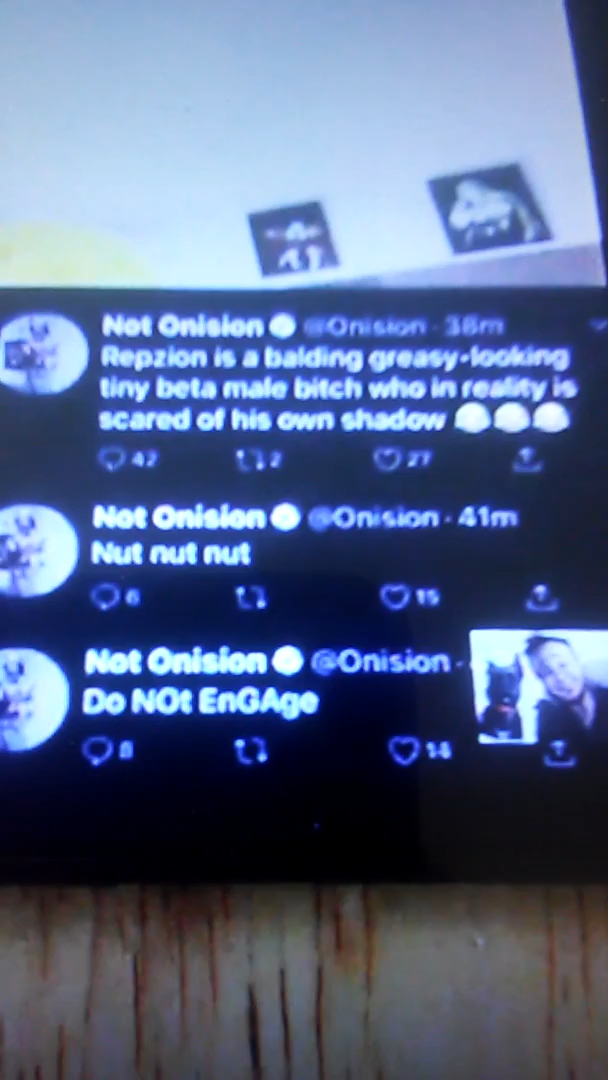 Not Onision @Onision · 38m
Repzion is a balding greasy-looking
tiny beta male bitch who in reality is
scared of his own shadow
42 2 27
Not Onision @Onision · 41m
Nut nut nut
6 15
Not Onision @Onision ·
Do NOt EnGAge
8 14